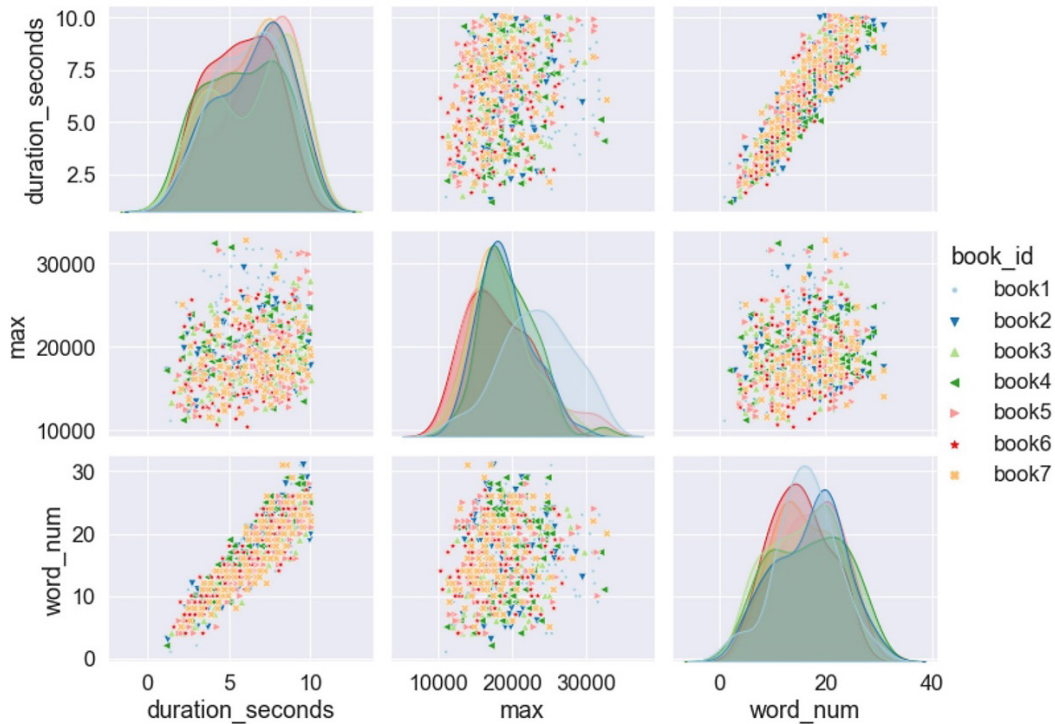 duration_seconds
10.0
7.5
5.0
2.5
max
30000
20000
10000
word_num
30
20
10
0
0 5 10
duration_seconds
10000 20000 30000
max
0 20 40
word_num
book_id
book1
book2
book3
book4
book5
book6
book7